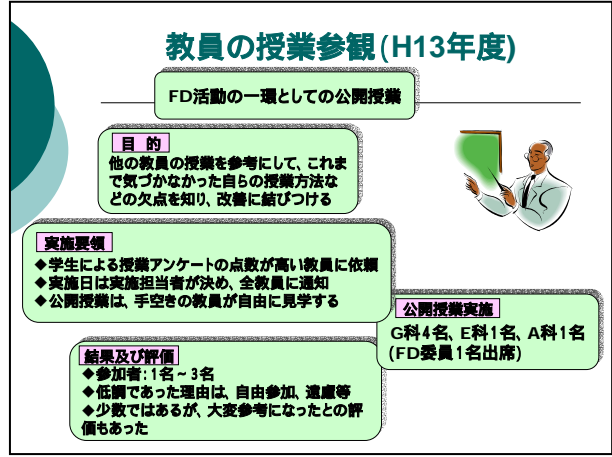 教員の授業参観(H13年度)
FD活動の一環としての公開授業
目 的
他の教員の授業を参考にして、これま
で気づかなかった自らの授業方法な
どの欠点を知り、改善に結びつける
実施要領
◆学生による授業アンケートの点数が高い教員に依頼
◆実施日は実施担当者が決め、全教員に通知
◆公開授業は、手空きの教員が自由に見学する
公開授業実施
G科4名、E科1名、A科1名
(FD委員1名出席)
結果及び評価
◆参加者:1名~3名
◆低調であった理由は、自由参加、遠慮等
◆少数ではあるが、大変参考になったとの評
価もあった